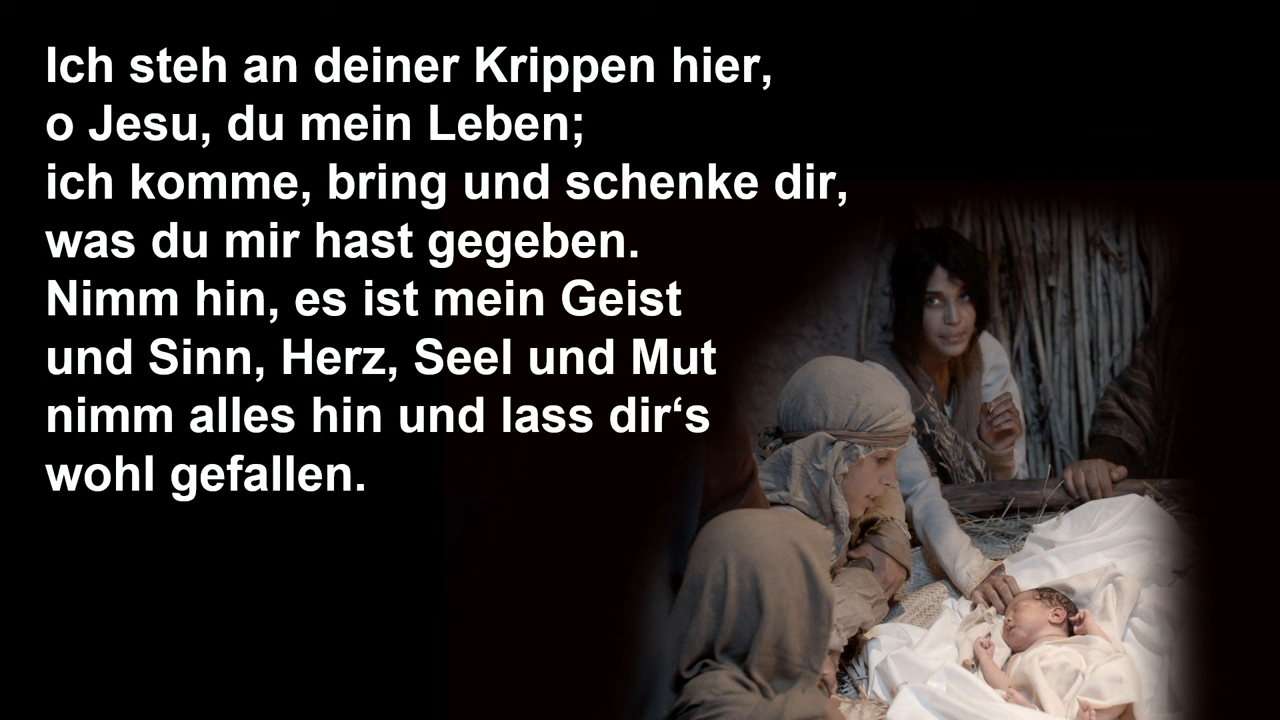 Ich steh an deiner Krippen hier,
o Jesu, du mein Leben;
ich komme, bring und schenke dir,
was du mir hast gegeben.
Nimm hin, es ist mein Geist
und Sinn, Herz, Seel und Mut
nimm alles hin und lass dir‘s
wohl gefallen.